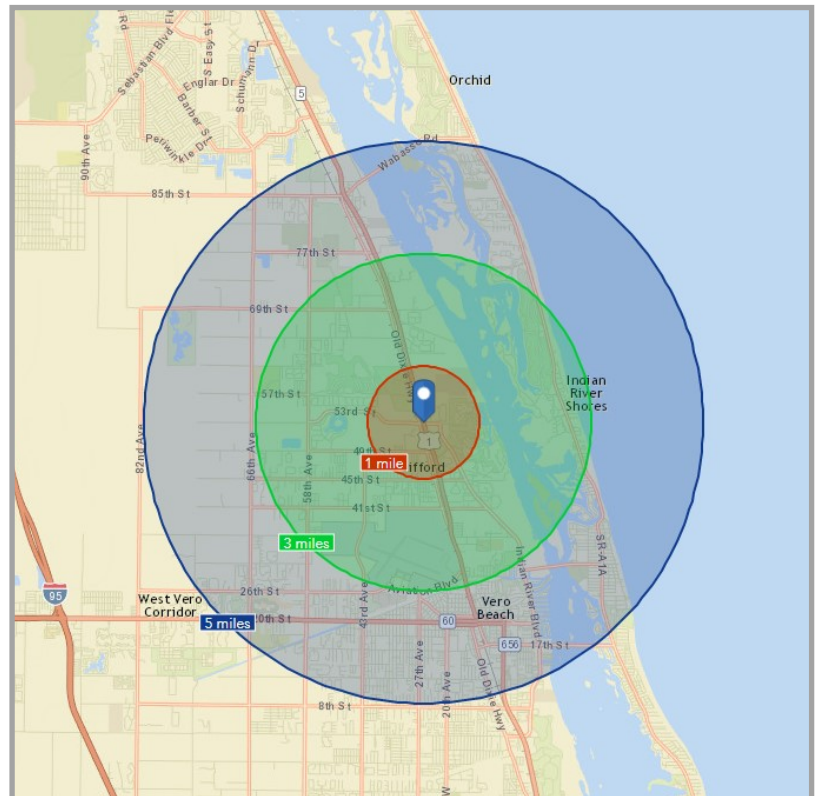 Orchid
Sebastian Blvd Fle
Rd
S Easy St
Schumann Dr
Englar Dr
Barber St
5
Periwinkle Dr
90th Ave
Wabasso Rd
85th St
77th St
69th St
Old Dixie Hwy
Indian
River
Shores
57th St
53rd St
1
82nd Ave
66th Ave
58th Ave
49th St
1 mile
ifford
45th St
41st St
3 miles
SR-A1A
Indian River Blvd
95
West Vero
Corridor
26th St
Aviation Blvd
43rd Ave
Vero
Beach
5 miles
20th St
60
656
17th St
27th Ave
20th Ave
Old Dixie Hwy
8th St
W